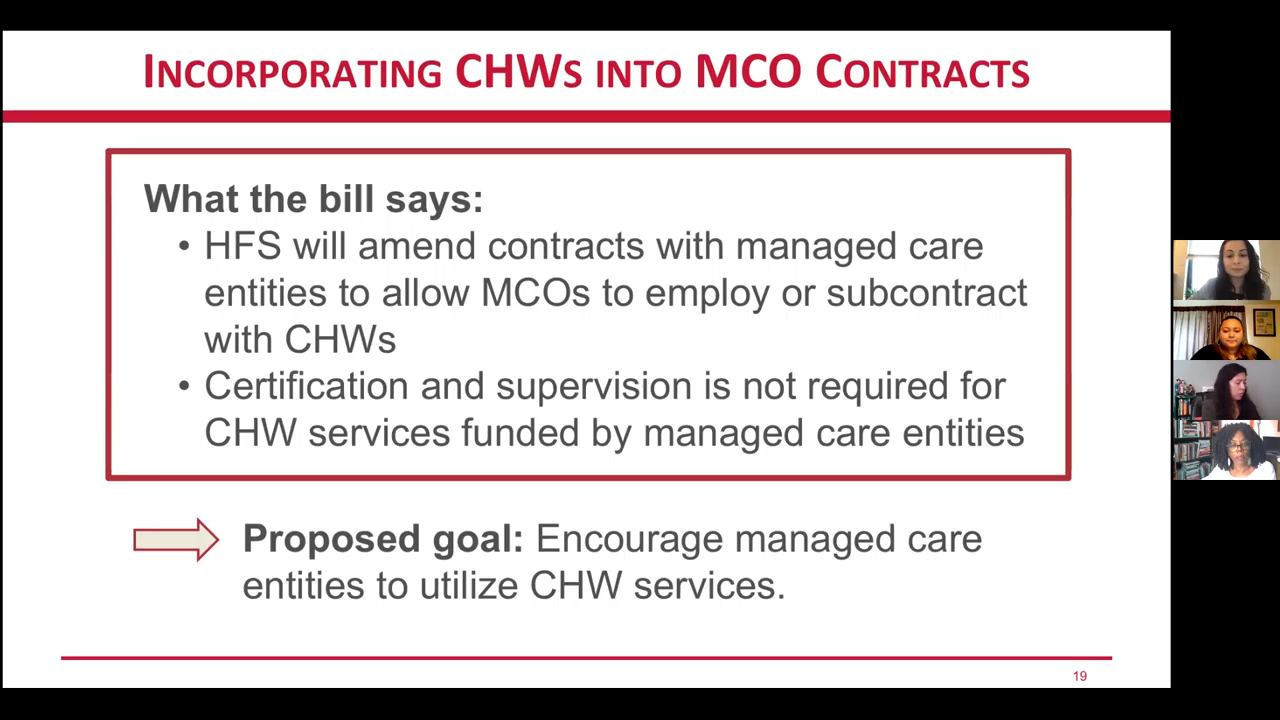 INCORPORATING CHWS INTO MCO CONTRACTS
What the bill says:
• HFS will amend contracts with managed care
entities to allow MCOs to employ or subcontract
with CHWs
• Certification and supervision is not required for
CHW services funded by managed care entities
Proposed goal: Encourage managed care
entities to utilize CHW services.
19